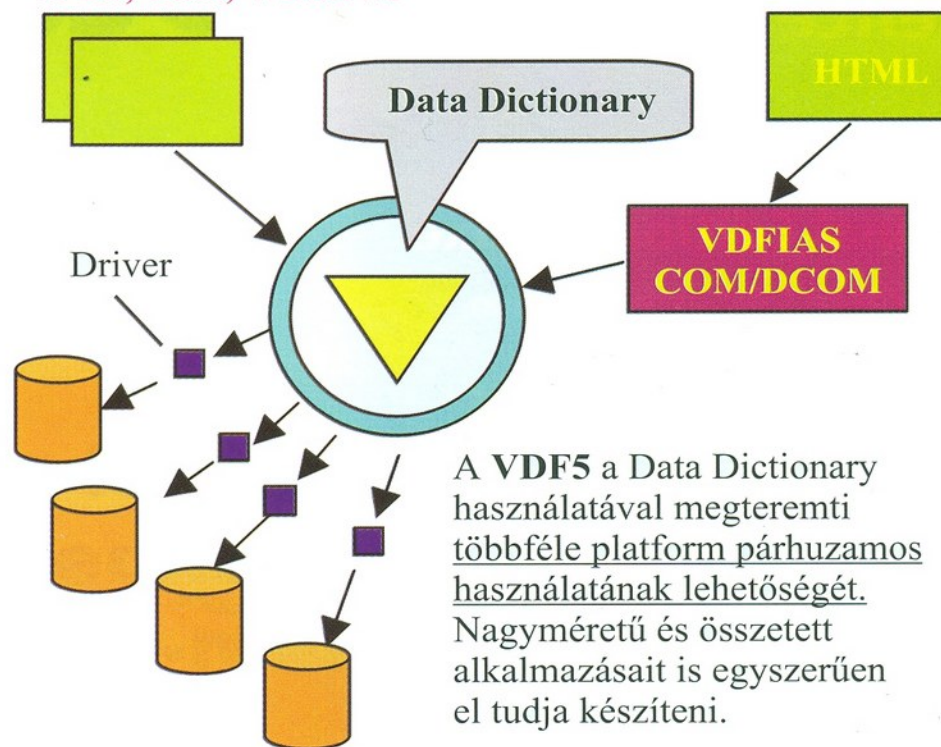 HTML
Data Dictionary
VDFIAS
COM/DCOM
Driver
A VDF5 a Data Dictionary
használatával megteremti
többféle platform párhuzamos
használatának lehetőségét.
Nagyméretű és összetett
alkalmazásait is egyszerűen
el tudja készíteni.